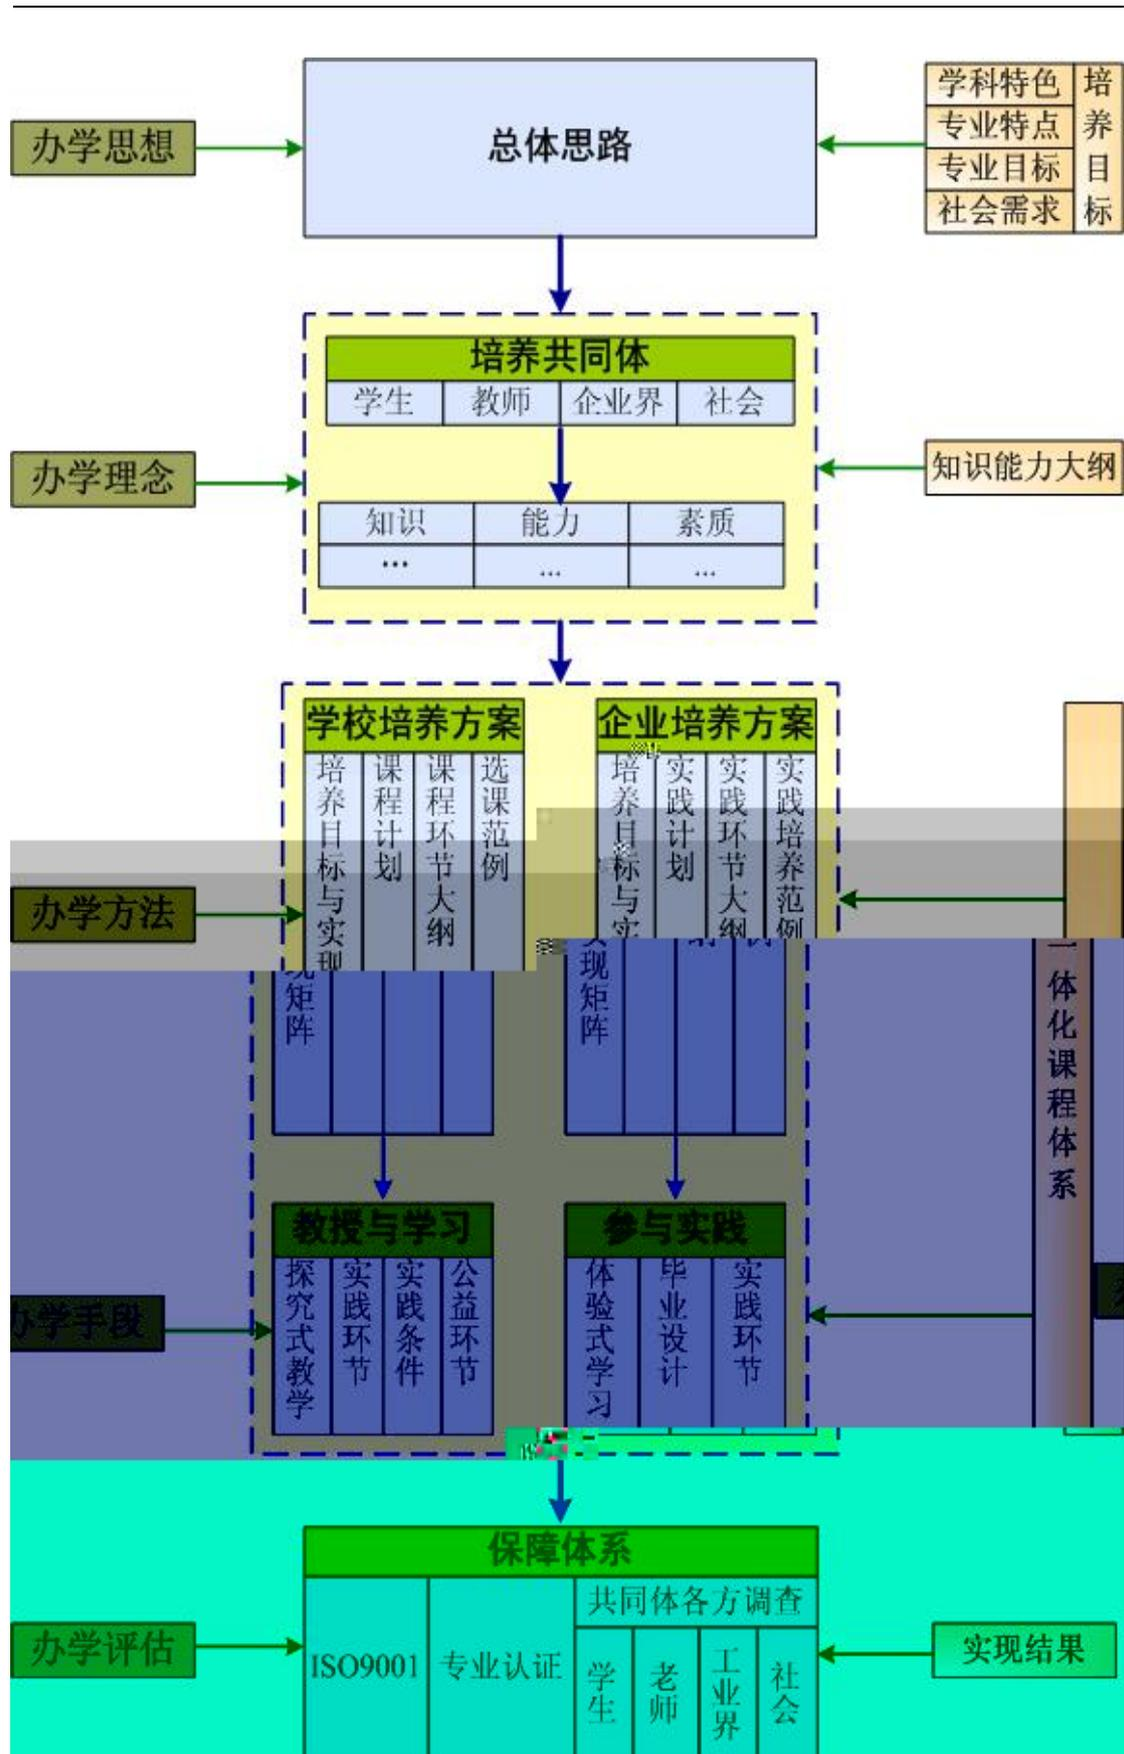 总体思路
办学思想
学科特色
专业特点
专业目标
社会需求
培养目标
培养共同体
学生 教师 企业界 社会
办学理念
知识能力大纲
知识 能力 素质
... ... ...
学校培养方案
企业培养方案
培养目标与实现矩阵
课程计划
课程环节大纲
选课范例
培养目标与实现矩阵
实践计划
实践环节大纲
实践培养范例
办学方法
一体化课程体系
教授与学习
参与实践
探究式教学
实践环节
实践条件
公益环节
体验式学习
毕业设计
实践环节
办学手段
保障体系
ISO9001 专业认证
共同体各方调查
学生
老师
工业界
社会
办学评估
实现结果